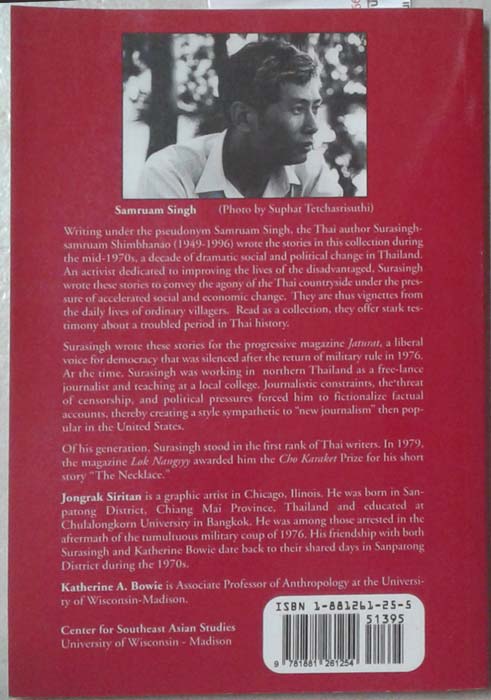 Samruam Singh (Photo by Suphat Tetchasrisuthi)
Writing under the pseudonym Samruam Singh, the Thai author Surasingh-
samruam Shimbhanao (1949-1996) wrote the stories in this collection during
the mid-1970s, a decade of dramatic social and political change in Thailand.
An activist dedicated to improving the lives of the disadvantaged, Surasingh
wrote these stories to convey the agony of the Thai countryside under the pres-
sure of accelerated social and economic change. They are thus vignettes from
the daily lives of ordinary villagers. Read as a collection, they offer stark tes-
timony about a troubled period in Thai history.
Surasingh wrote these stories for the progressive magazine Jaturat, a liberal
voice for democracy that was silenced after the return of military rule in 1976.
At the time, Surasingh was working in northern Thailand as a free-lance
journalist and teaching at a local college. Journalistic constraints, the threat
of censorship, and political pressures forced him to fictionalize factual
accounts, thereby creating a style sympathetic to "new journalism" then pop-
ular in the United States.
Of his generation, Surasingh stood in the first rank of Thai writers. In 1979,
the magazine Lok Nangsyy awarded him the Cho Karaket Prize for his short
story "The Necklace."
Jongrak Siritan is a graphic artist in Chicago, Ilinois. He was born in San-
patong District, Chiang Mai Province, Thailand and educated at
Chulalongkorn University in Bangkok. He was among those arrested in the
aftermath of the tumultuous military coup of 1976. His friendship with both
Surasingh and Katherine Bowie date back to their shared days in Sanpatong
District during the 1970s.
Katherine A. Bowie is Associate Professor of Anthropology at the Universi-
ty of Wisconsin-Madison.
Center for Southeast Asian Studies
University of Wisconsin - Madison
ISBN 1-881261-25-5
51395
9 781881 261254